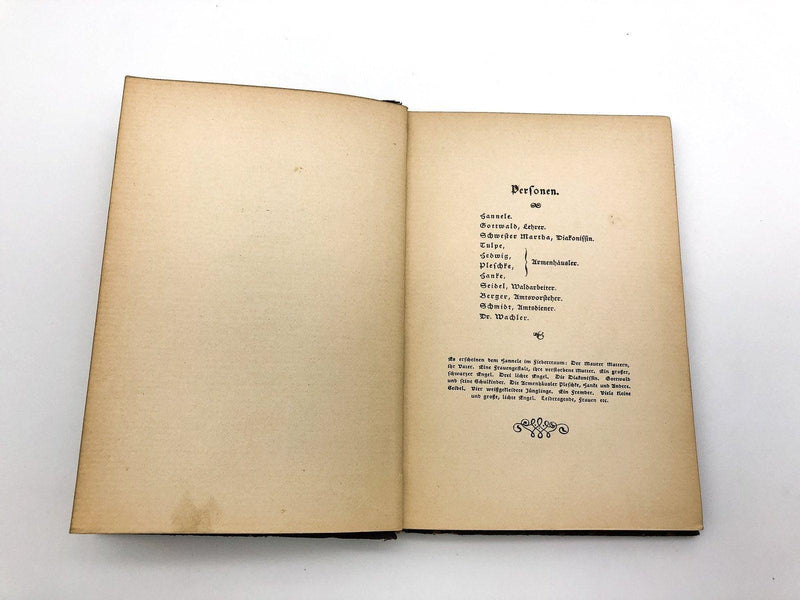 Personen.
Hannele.
Gottwald, Lehrer.
Schwester Martha, Diakonissin.
Tulpe,
Hedwig,
Pleschke,
Hanke,
Armenhäusler.
Seidel, Waldarbeiter.
Berger, Amtsvorsteher.
Schmidt, Amtsdiener.
Dr. Wachler.
Es erscheinen dem Hannele im Fiebertraum: Der Maurer Mattern,
ihr Vater. Eine Frauengestalt, ihre verstorbene Mutter. Ein großer,
schwarzer Engel. Drei lichte Engel. Die Diakonissin. Gottwald
und seine Schulkinder. Die Armenhäusler Pleschke, Hanke und Andere.
Seidel. Vier weißgekleidete Jünglinge. Ein Fremder. Viele kleine
und große, lichte Engel. Leidtragende, Frauen etc.